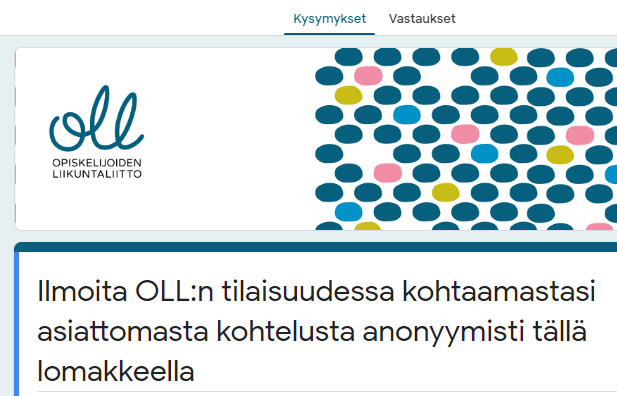 Kysymykset Vastaukset
oll
OPISKELIJOIDEN
LIIKUNTALIITTO
Ilmoita OLL:n tilaisuudessa kohtaamastasi
asiattomasta kohtelusta anonyymisti tällä
lomakkeella